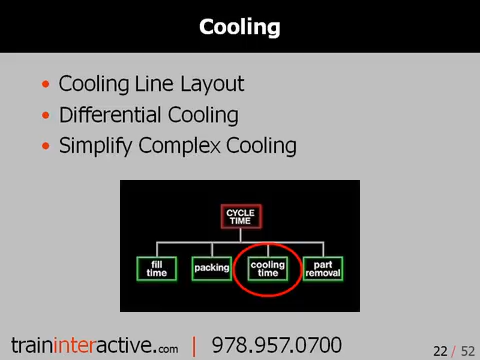 Cooling
• Cooling Line Layout
• Differential Cooling
• Simplify Complex Cooling
CYCLE
TIME
fill
time
packing
cooling
time
part
removal
traininteractive.com | 978.957.0700
22 / 52